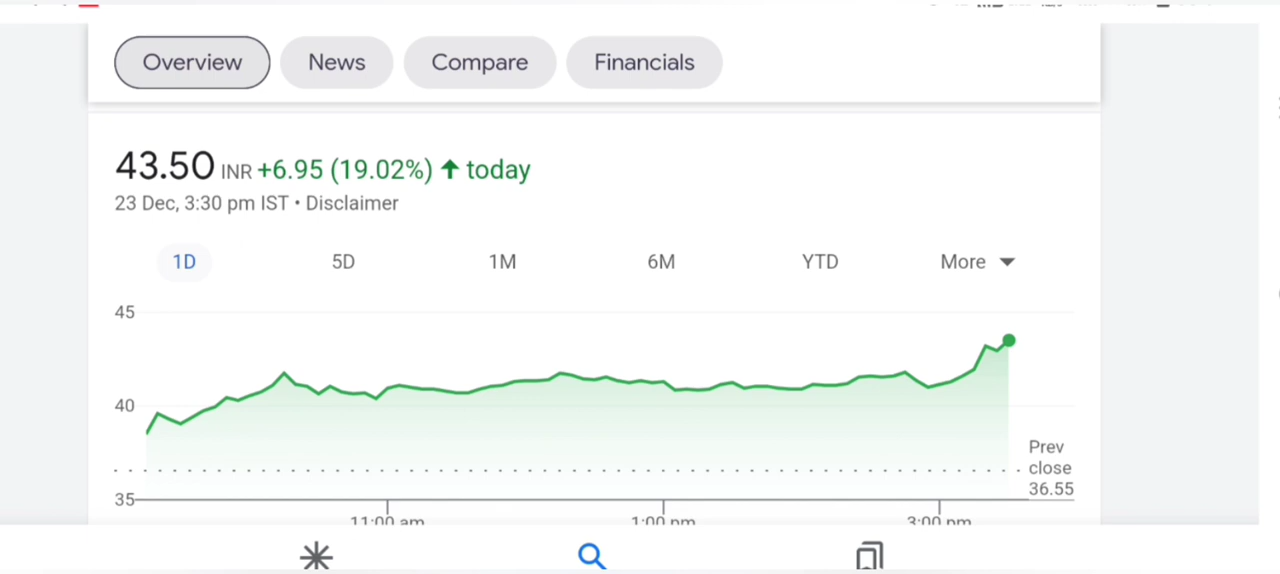 Overview News Compare Financials
43.50 INR +6.95 (19.02%) ↑ today
23 Dec, 3:30 pm IST • Disclaimer
1D 5D 1M 6M YTD More
45
40
Prev
close
36.55
35
11:00 am 1:00 pm 3:00 pm